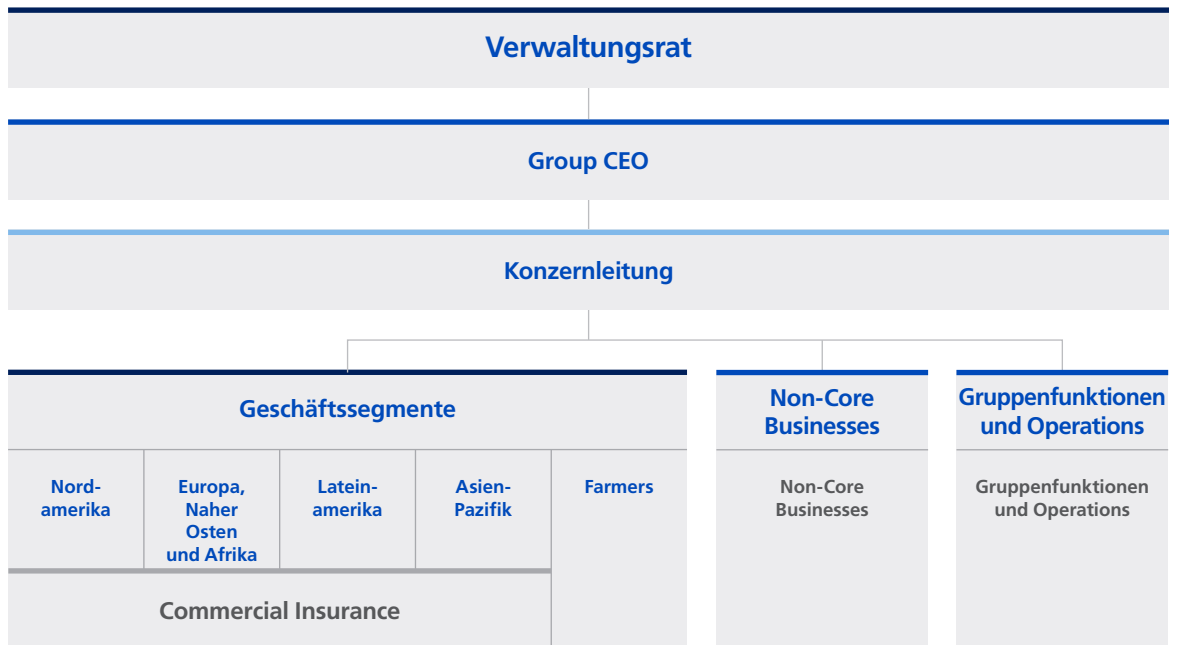 Verwaltungsrat
Group CEO
Konzernleitung
Geschäftssegmente
Non-Core
Businesses
Gruppenfunktionen
und Operations
Nord-
amerika
Europa,
Naher
Osten
und Afrika
Latein-
amerika
Asien-
Pazifik
Farmers
Non-Core
Businesses
Gruppenfunktionen
und Operations
Commercial Insurance